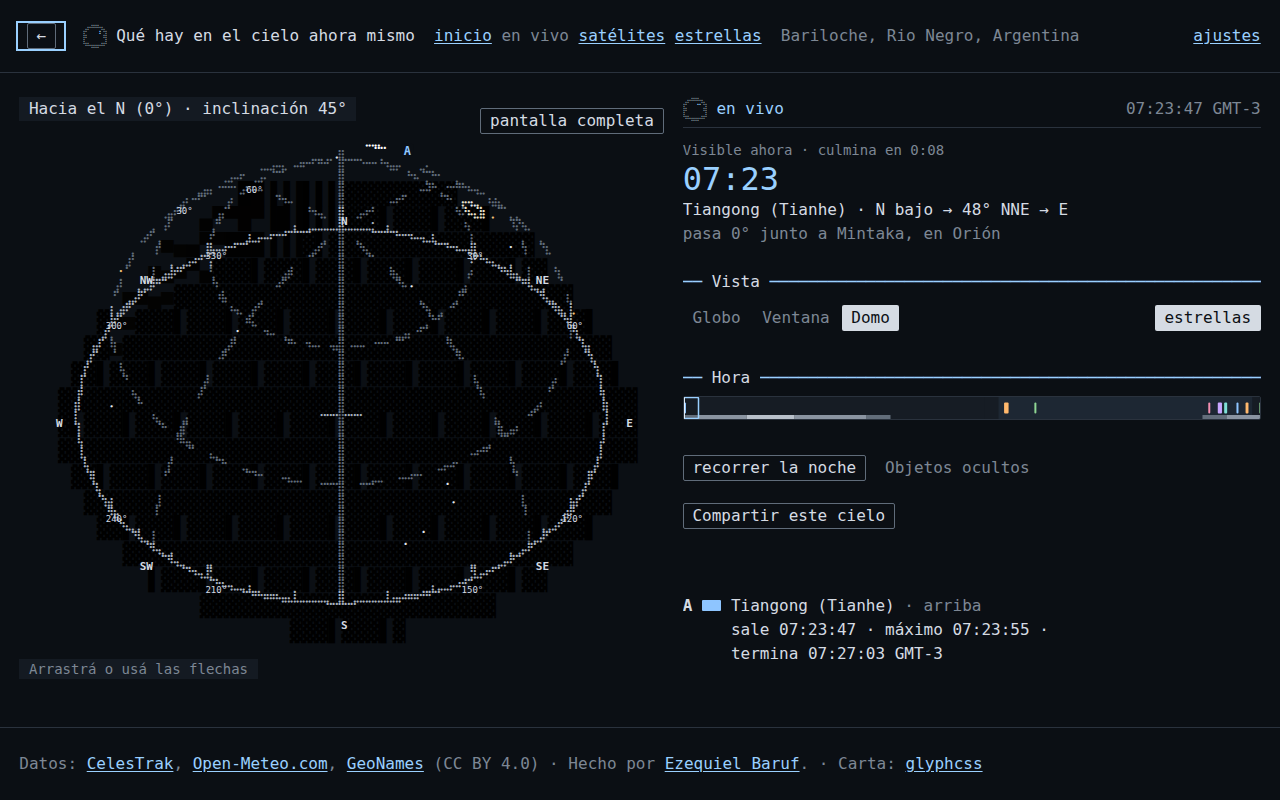 ← Qué hay en el cielo ahora mismo inicio en vivo satélites estrellas Bariloche, Rio Negro, Argentina ajustes
Hacia el N (0°) · inclinación 45°
pantalla completa
A
60°
30°
N
330°
30°
NW
NE
300°
60°
W
E
240°
120°
SW
SE
210°
150°
S
Arrastrá o usá las flechas
en vivo 07:23:47 GMT-3
Visible ahora · culmina en 0:08
07:23
Tiangong (Tianhe) · N bajo → 48° NNE → E
pasa 0° junto a Mintaka, en Orión
Vista
Globo Ventana Domo estrellas
Hora
recorrer la noche Objetos ocultos
Compartir este cielo
A Tiangong (Tianhe) · arriba
sale 07:23:47 · máximo 07:23:55 ·
termina 07:27:03 GMT-3
Datos: CelesTrak, Open-Meteo.com, GeoNames (CC BY 4.0) · Hecho por Ezequiel Baruf. · Carta: glyphcss